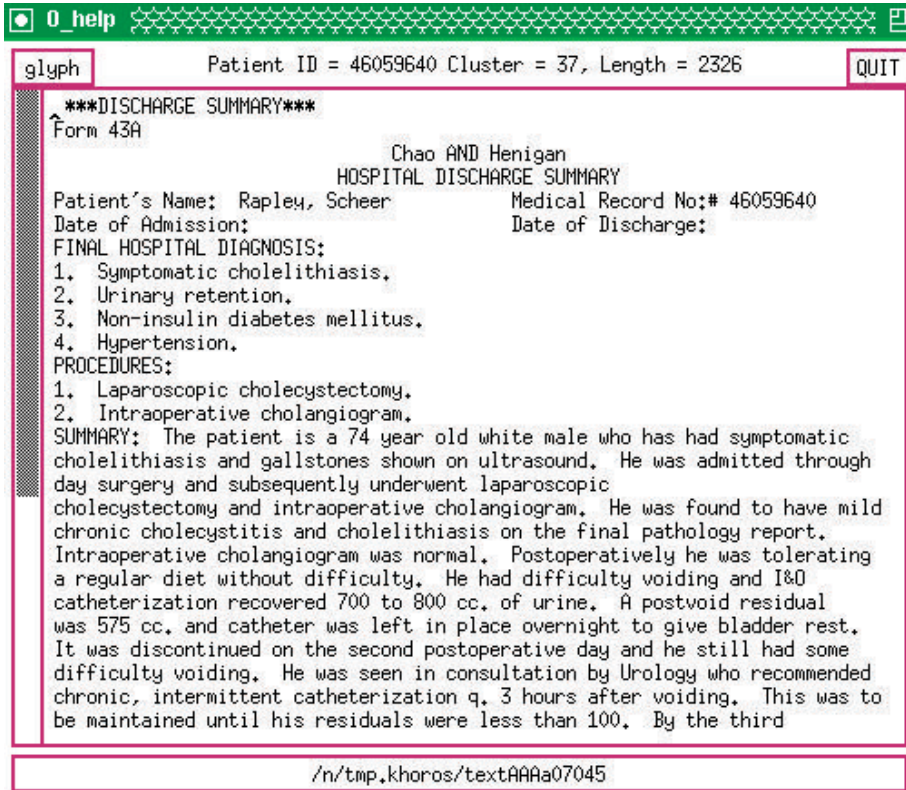 0_help
glyph Patient ID = 46059640 Cluster = 37, Length = 2326 QUIT
***DISCHARGE SUMMARY***
Form 43A
Chao AND Henigan
HOSPITAL DISCHARGE SUMMARY
Patient's Name: Rapley, Scheer Medical Record No:# 46059640
Date of Admission: Date of Discharge:
FINAL HOSPITAL DIAGNOSIS:
1. Symptomatic cholelithiasis.
2. Urinary retention.
3. Non-insulin diabetes mellitus.
4. Hypertension.
PROCEDURES:
1. Laparoscopic cholecystectomy.
2. Intraoperative cholangiogram.
SUMMARY: The patient is a 74 year old white male who has had symptomatic
cholelithiasis and gallstones shown on ultrasound. He was admitted through
day surgery and subsequently underwent laparoscopic
cholecystectomy and intraoperative cholangiogram. He was found to have mild
chronic cholecystitis and cholelithiasis on the final pathology report.
Intraoperative cholangiogram was normal. Postoperatively he was tolerating
a regular diet without difficulty. He had difficulty voiding and I&O
catheterization recovered 700 to 800 cc. of urine. A postvoid residual
was 575 cc. and catheter was left in place overnight to give bladder rest.
It was discontinued on the second postoperative day and he still had some
difficulty voiding. He was seen in consultation by Urology who recommended
chronic, intermittent catheterization q. 3 hours after voiding. This was to
be maintained until his residuals were less than 100. By the third
/n/tmp.khoros/textAAAa07045